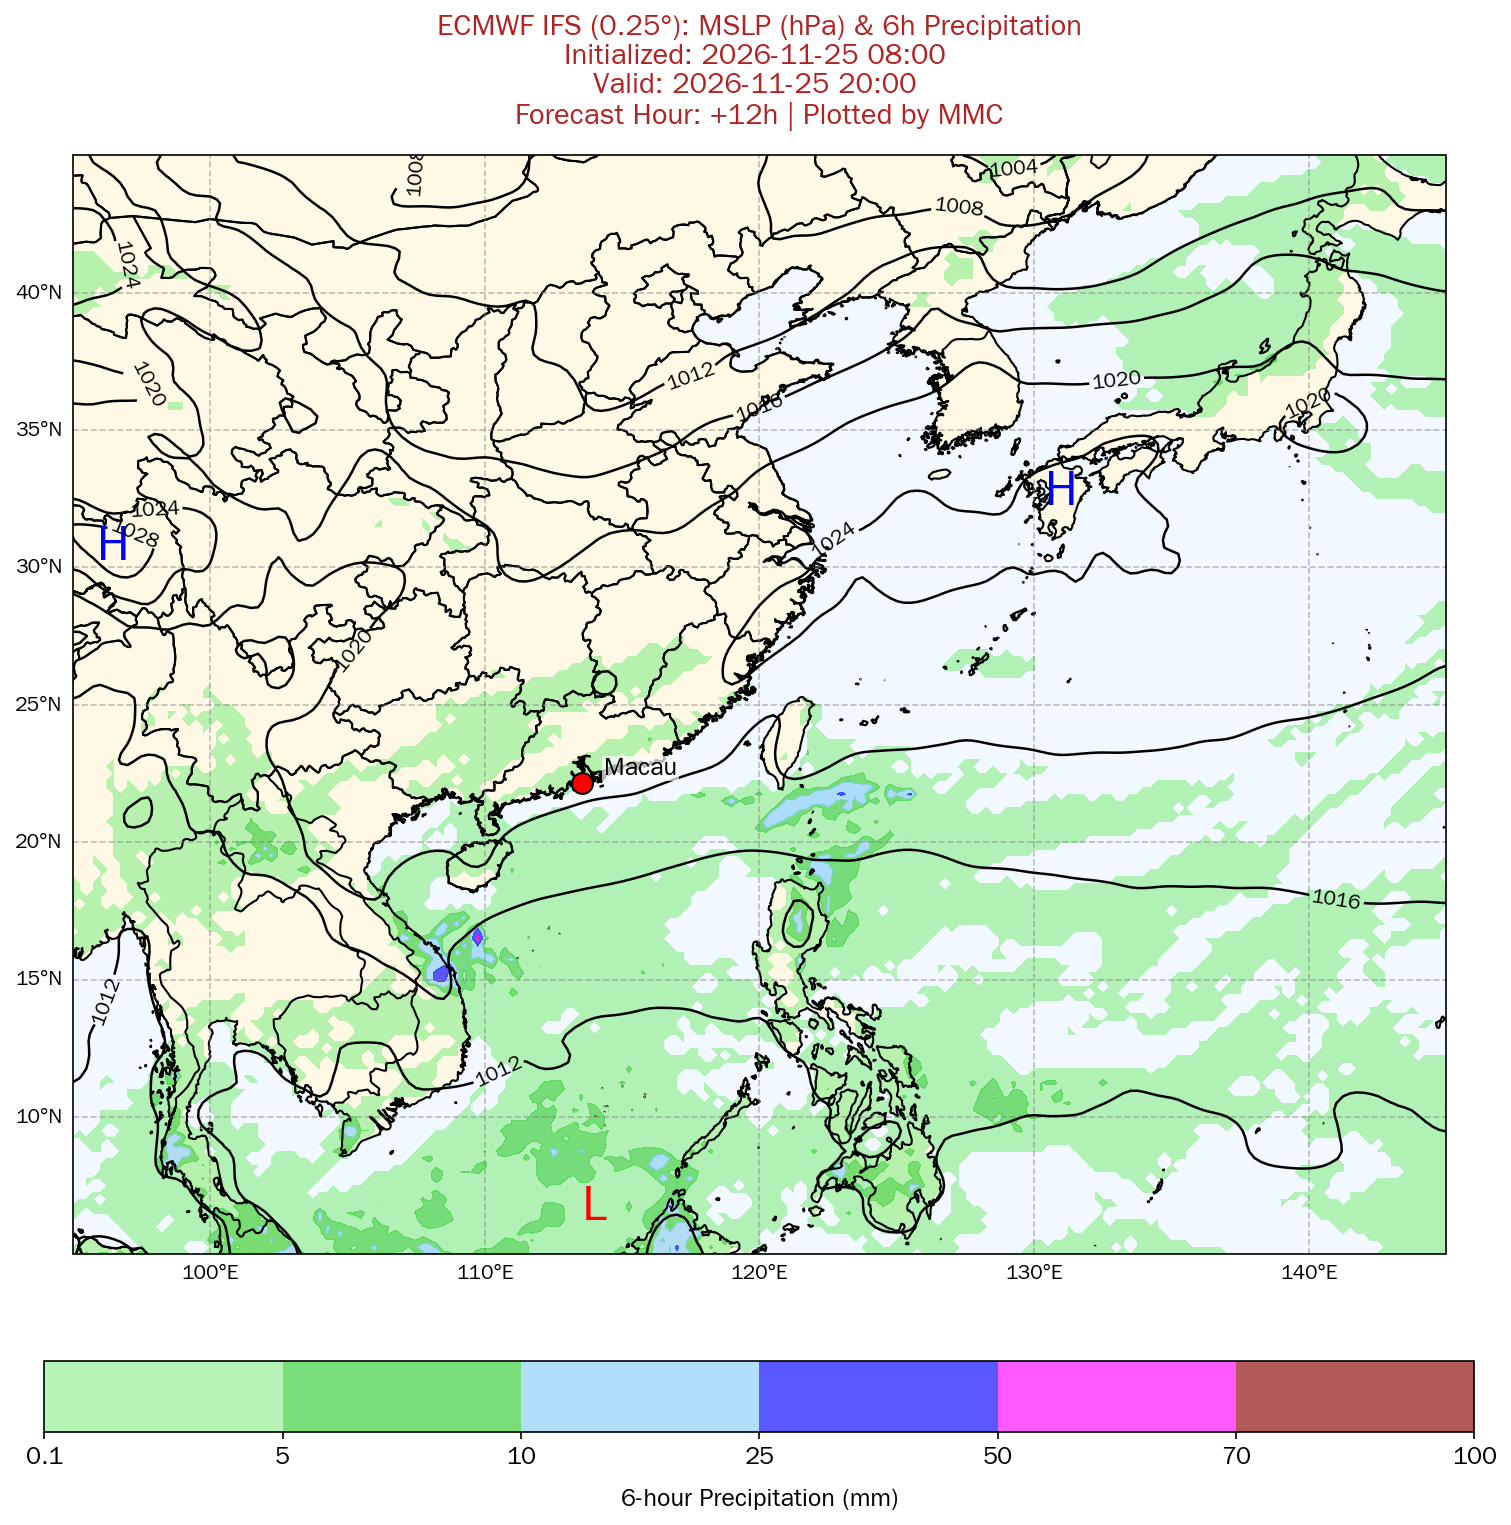 ECMWF IFS (0.25°): MSLP (hPa) & 6h Precipitation
Initialized: 2026-11-25 08:00
Valid: 2026-11-25 20:00
Forecast Hour: +12h | Plotted by MMC
1008
1004
1008
1024
40°N
1020
1012
1016
1020
1020
35°N
H
1024
1028
H
1024
30°N
1020
25°N
Macau
20°N
1016
15°N
1012
1012
10°N
L
100°E
110°E
120°E
130°E
140°E
0.1
5
10
25
50
70
100
6-hour Precipitation (mm)